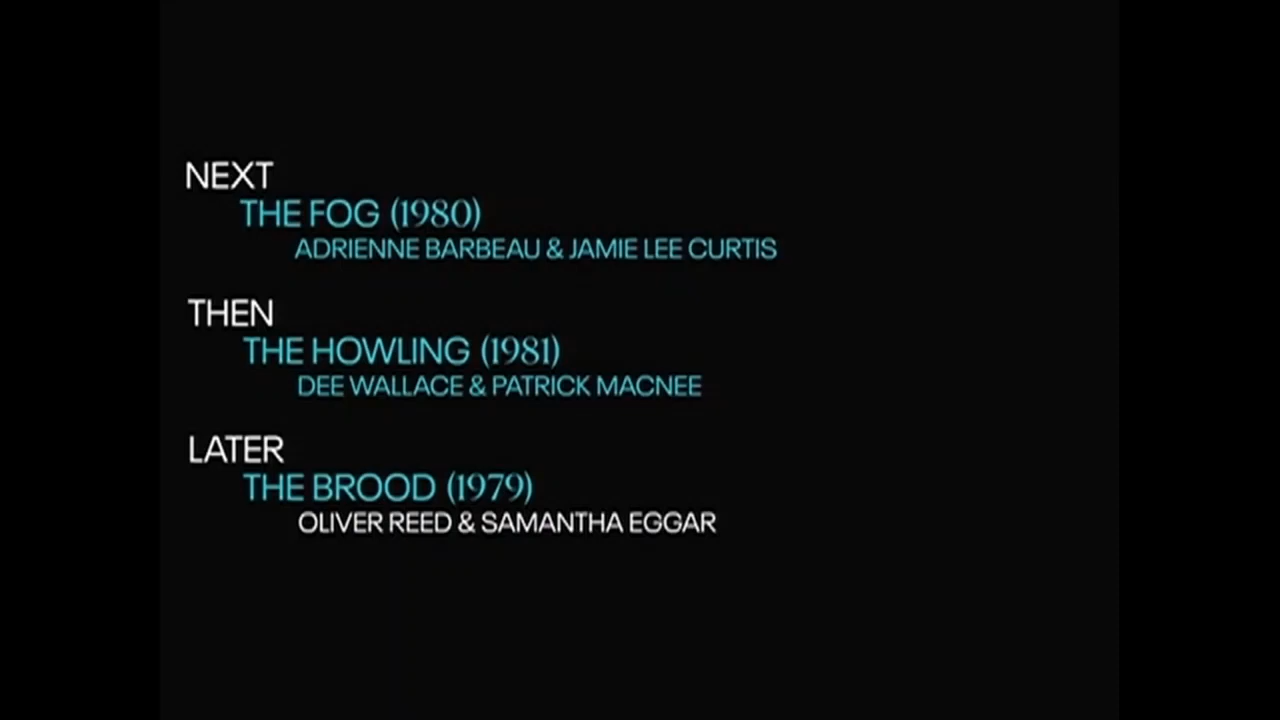 NEXT
THE FOG (1980)
ADRIENNE BARBEAU & JAMIE LEE CURTIS
THEN
THE HOWLING (1981)
DEE WALLACE & PATRICK MACNEE
LATER
THE BROOD (1979)
OLIVER REED & SAMANTHA EGGAR